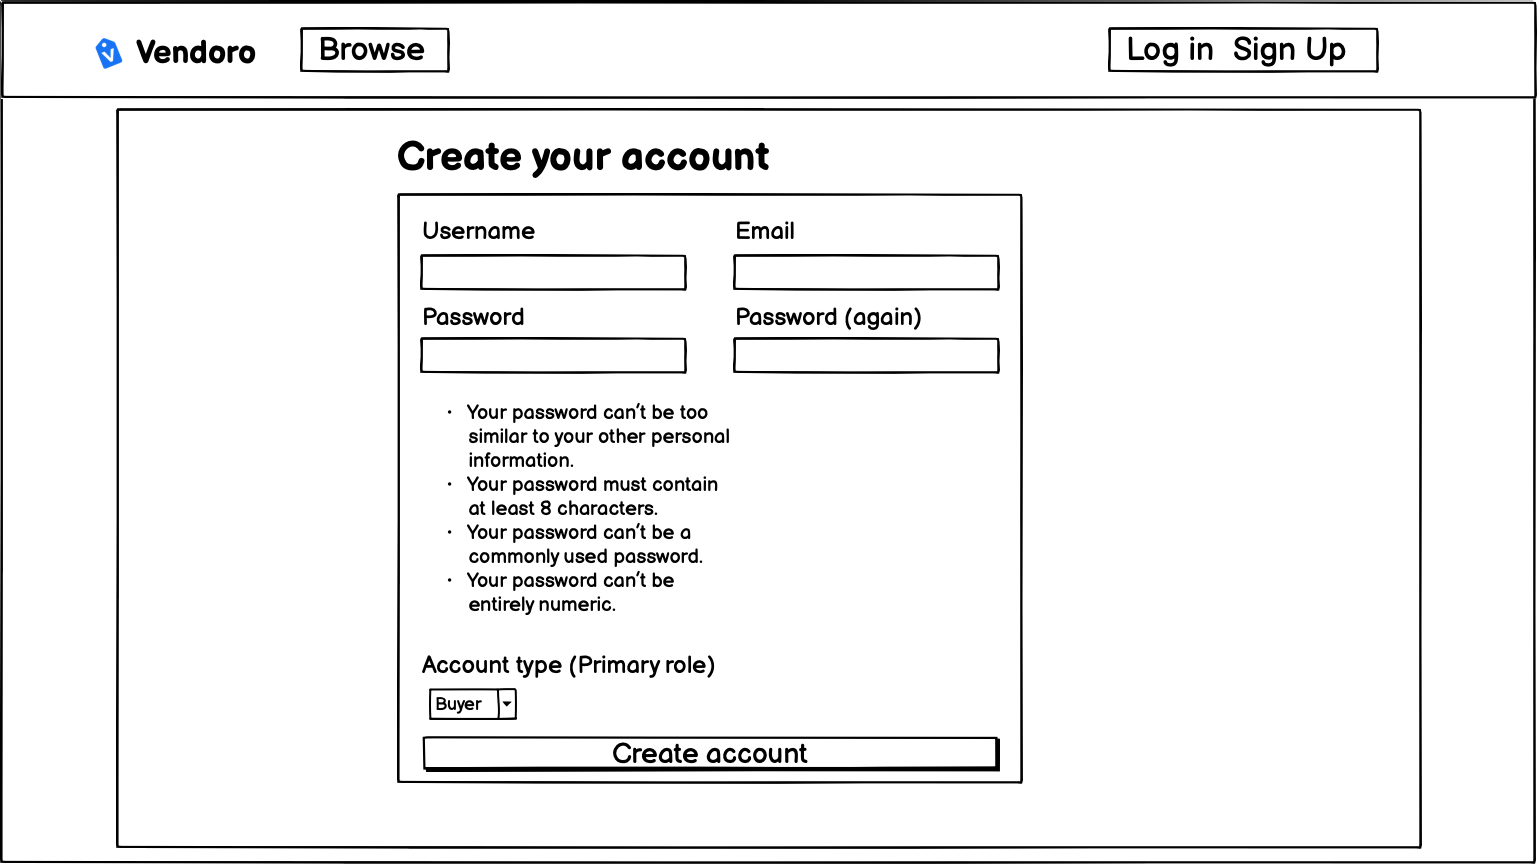 Vendoro Browse Log in Sign Up
Create your account
Username Email
Password Password (again)
· Your password can't be too
similar to your other personal
information.
· Your password must contain
at least 8 characters.
· Your password can't be a
commonly used password.
· Your password can't be
entirely numeric.
Account type (Primary role)
Buyer
Create account